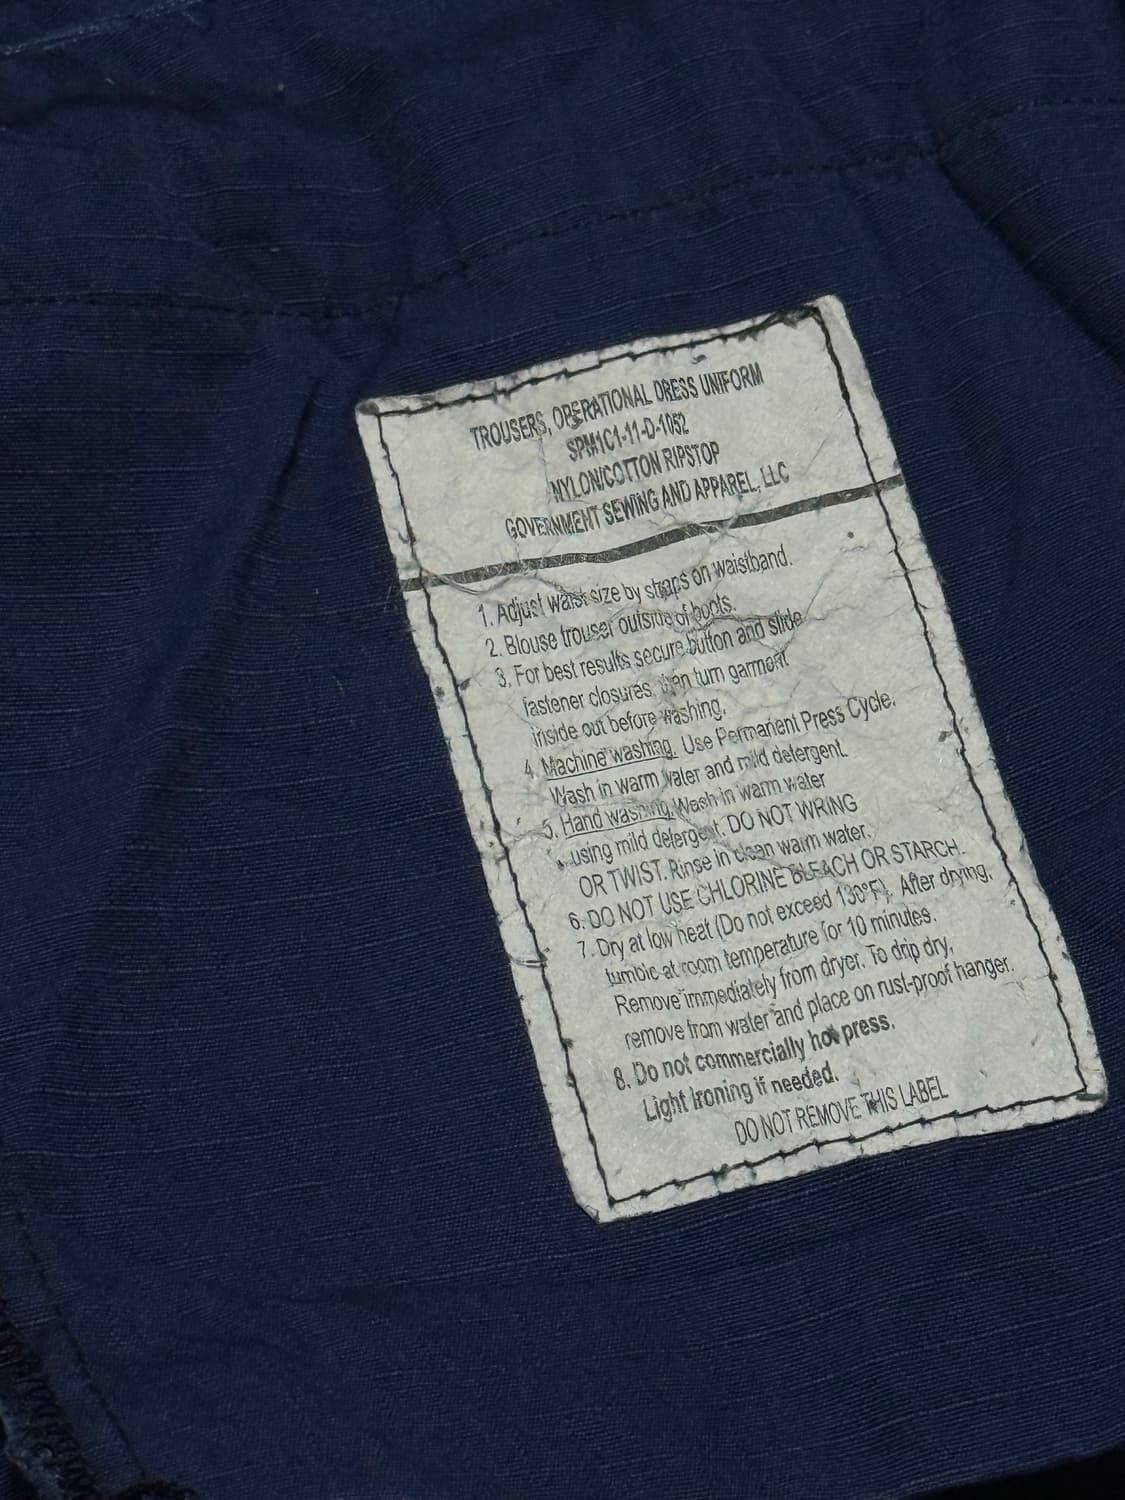 TROUSERS, OPERATIONAL DRESS UNIFORM
SPM1C1-11-D-1052
NYLON/COTTON RIPSTOP
GOVERNMENT SEWING AND APPAREL, LLC
1. Adjust waist size by straps on waistband.
2. Blouse trouser outside of boots.
3. For best results secure button and slide
fastener closures, than turn garment
inside out before washing.
4. Machine washing. Use Permanent Press Cycle.
Wash in warm water and mild detergent.
5. Hand washing. Wash in warm water
using mild detergent. DO NOT WRING
OR TWIST. Rinse in clean warm water.
6. DO NOT USE CHLORINE BLEACH OR STARCH.
7. Dry at low heat (Do not exceed 130°F). After drying,
tumble at room temperature for 10 minutes.
Remove immediately from dryer. To drip dry,
remove from water and place on rust-proof hanger.
8. Do not commercially hot press.
Light Ironing if needed.
DO NOT REMOVE THIS LABEL